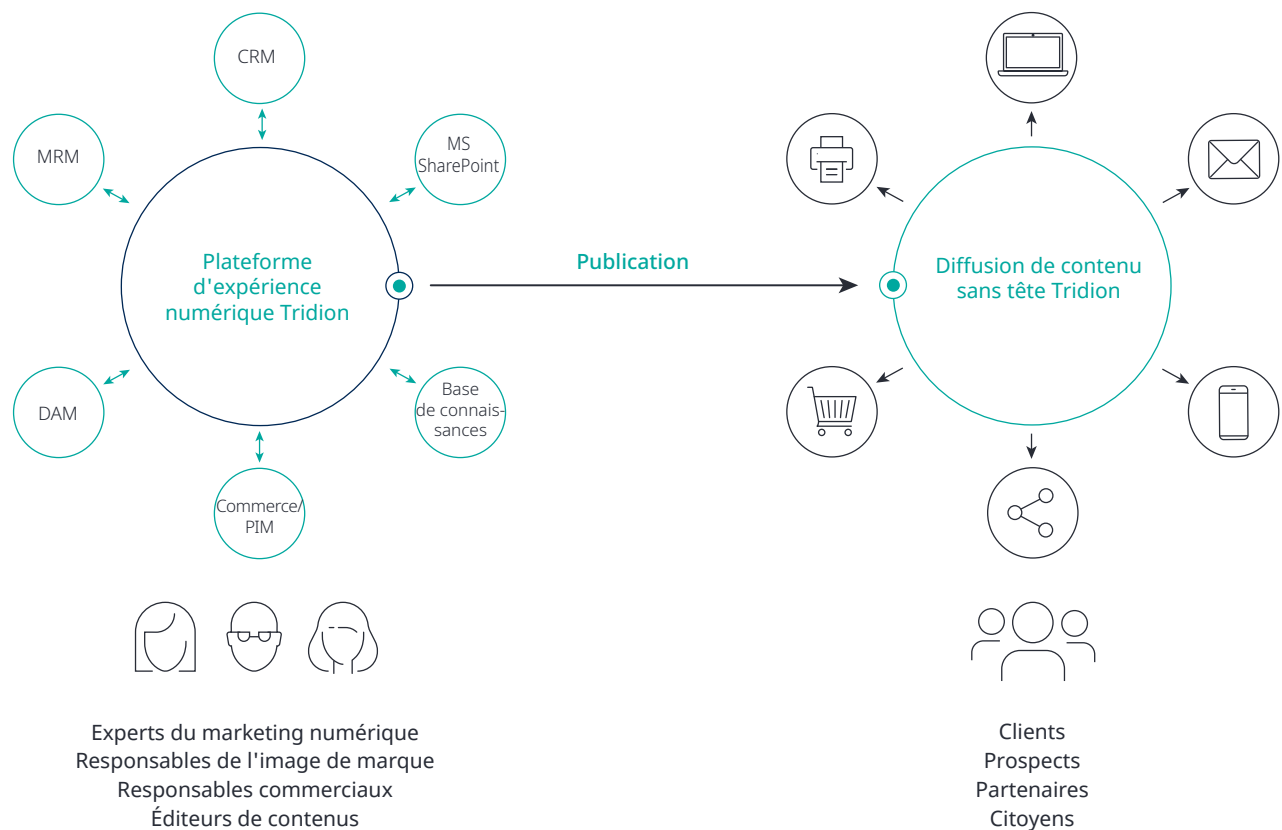 CRM
MRM
MS
SharePoint
Plateforme
d'expérience
numérique Tridion
Publication
Diffusion de contenu
sans tête Tridion
DAM
Base
de connais-
sances
Commerce/
PIM
Experts du marketing numérique
Responsables de l'image de marque
Responsables commerciaux
Éditeurs de contenus
Clients
Prospects
Partenaires
Citoyens